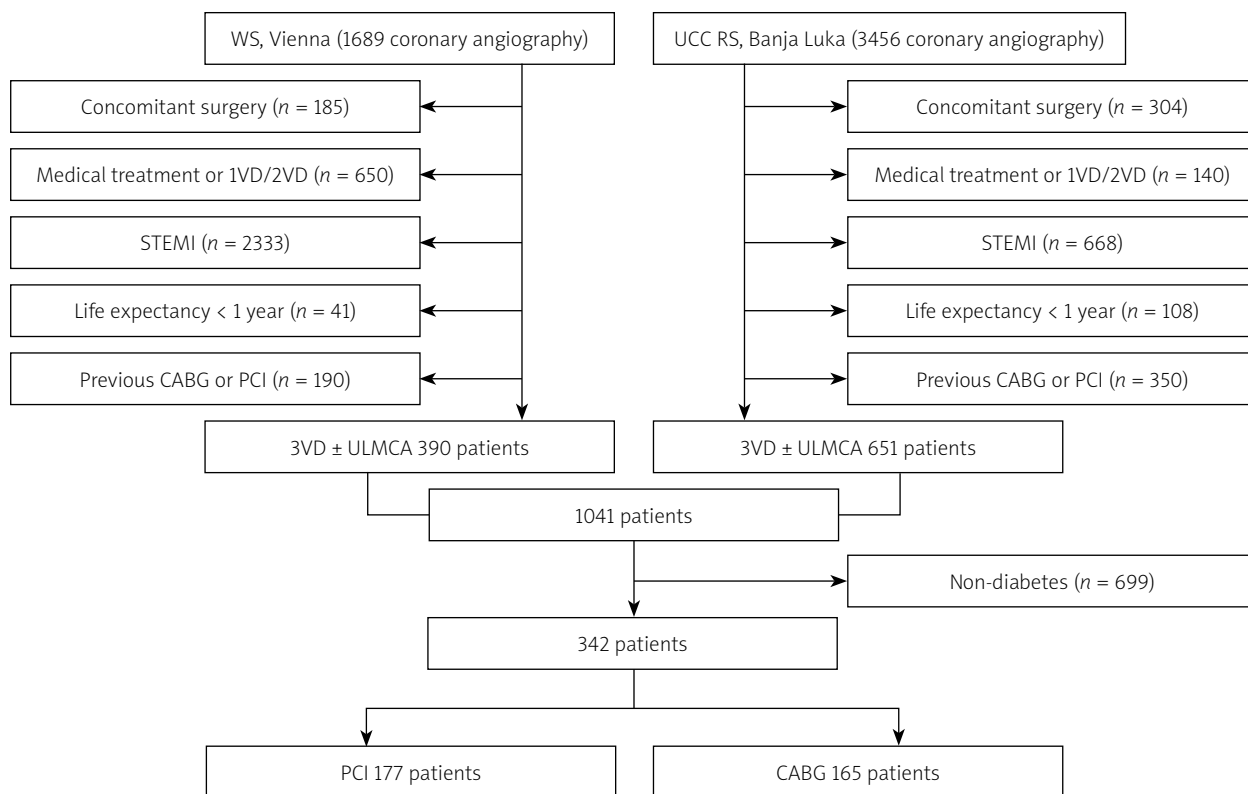 WS, Vienna (1689 coronary angiography)
UCC RS, Banja Luka (3456 coronary angiography)
Concomitant surgery (n = 185)
Concomitant surgery (n = 304)
Medical treatment or 1VD/2VD (n = 650)
Medical treatment or 1VD/2VD (n = 140)
STEMI (n = 2333)
STEMI (n = 668)
Life expectancy < 1 year (n = 41)
Life expectancy < 1 year (n = 108)
Previous CABG or PCI (n = 190)
Previous CABG or PCI (n = 350)
3VD ± ULMCA 390 patients
3VD ± ULMCA 651 patients
1041 patients
Non-diabetes (n = 699)
342 patients
PCI 177 patients
CABG 165 patients